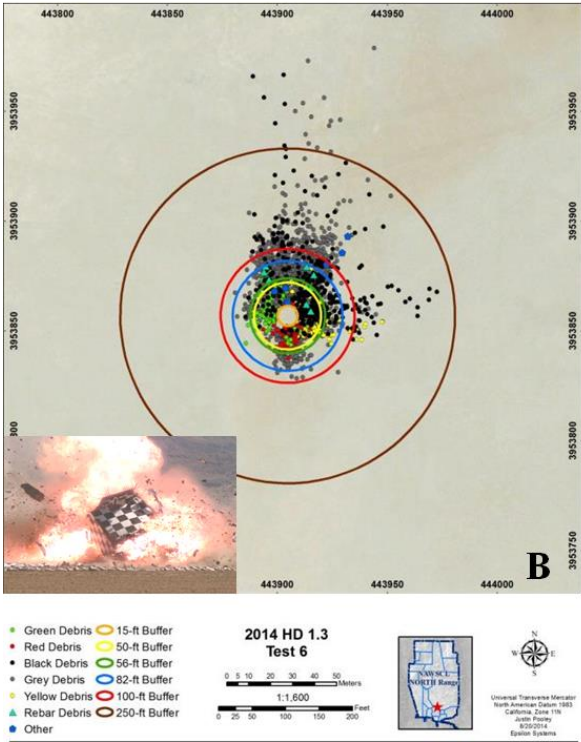 443800 443850 443900 443950 444000
3953950 3953950
3953900 3953900
3953850 3953850
3953800
3953750
B
443900 443950 444000
Green Debris 15-ft Buffer
Red Debris 50-ft Buffer
Black Debris 56-ft Buffer
Grey Debris 82-ft Buffer
Yellow Debris 100-ft Buffer
Rebar Debris 250-ft Buffer
Other
2014 HD 1.3
Test 6
0 5 10 20 30 40 50
Meters
1:1,600
Feet
0 25 50 100 150 200
NAWSCL
NORTH Range
N
W E
S
Universal Transverse Mercator
North American Datum 1983
California, Zone 11N
Justin Pooley
8/20/2014
Epsilon Systems